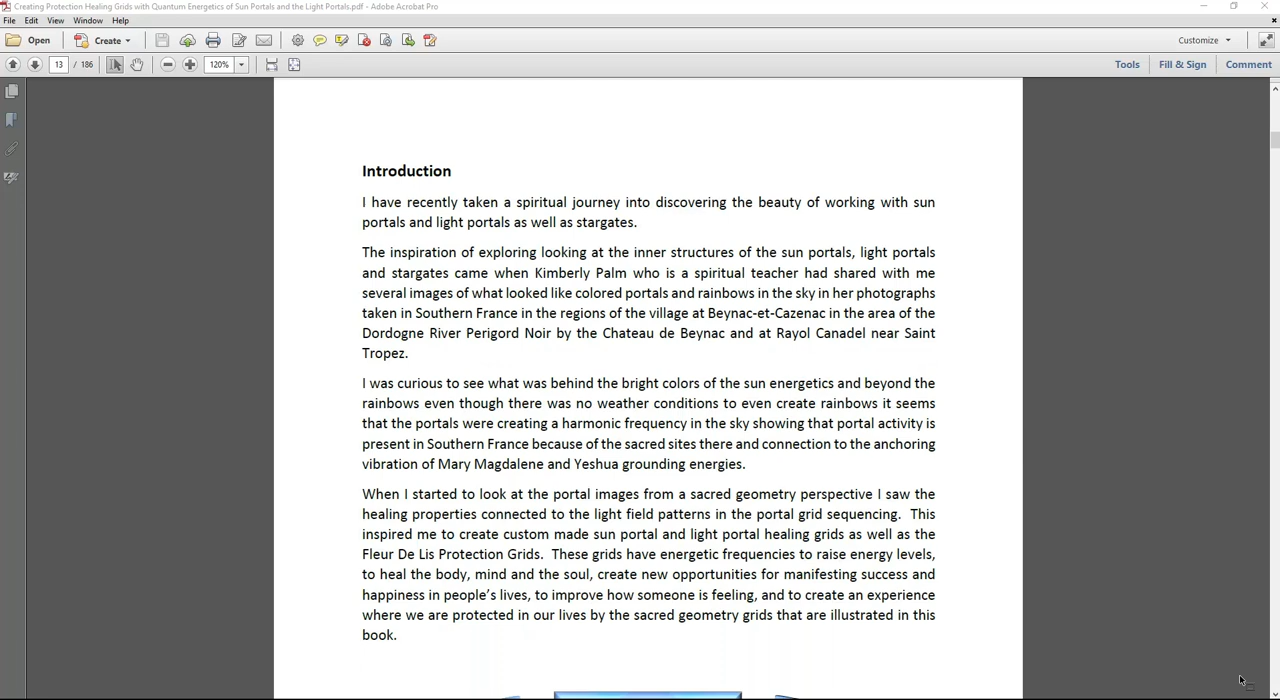 Creating Protection Healing Grids with Quantum Energetics of Sun Portals and the Light Portals.pdf - Adobe Acrobat Pro
File Edit View Window Help
Open Create Customize
13 / 186 120% Tools Fill & Sign Comment
Introduction
I have recently taken a spiritual journey into discovering the beauty of working with sun
portals and light portals as well as stargates.
The inspiration of exploring looking at the inner structures of the sun portals, light portals
and stargates came when Kimberly Palm who is a spiritual teacher had shared with me
several images of what looked like colored portals and rainbows in the sky in her photographs
taken in Southern France in the regions of the village at Beynac-et-Cazenac in the area of the
Dordogne River Perigord Noir by the Chateau de Beynac and at Rayol Canadel near Saint
Tropez.
I was curious to see what was behind the bright colors of the sun energetics and beyond the
rainbows even though there was no weather conditions to even create rainbows it seems
that the portals were creating a harmonic frequency in the sky showing that portal activity is
present in Southern France because of the sacred sites there and connection to the anchoring
vibration of Mary Magdalene and Yeshua grounding energies.
When I started to look at the portal images from a sacred geometry perspective I saw the
healing properties connected to the light field patterns in the portal grid sequencing.  This
inspired me to create custom made sun portal and light portal healing grids as well as the
Fleur De Lis Protection Grids.  These grids have energetic frequencies to raise energy levels,
to heal the body, mind and the soul, create new opportunities for manifesting success and
happiness in people's lives, to improve how someone is feeling, and to create an experience
where we are protected in our lives by the sacred geometry grids that are illustrated in this
book.